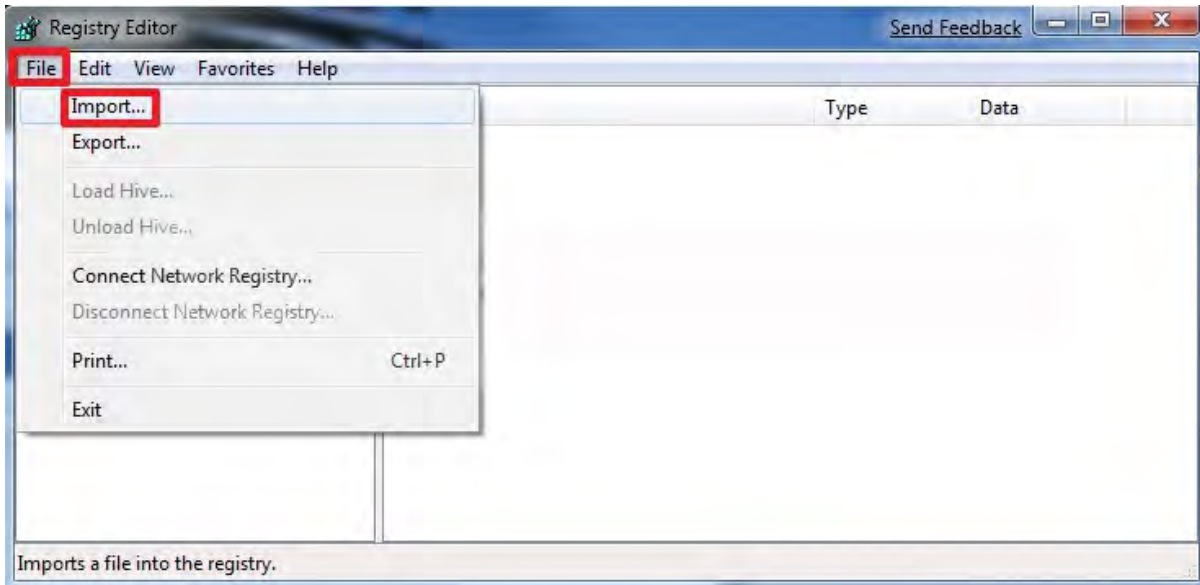 Registry Editor Send Feedback
File Edit View Favorites Help
Import... Type Data
Export...
Load Hive...
Unload Hive...
Connect Network Registry...
Disconnect Network Registry...
Print... Ctrl+P
Exit
Imports a file into the registry.